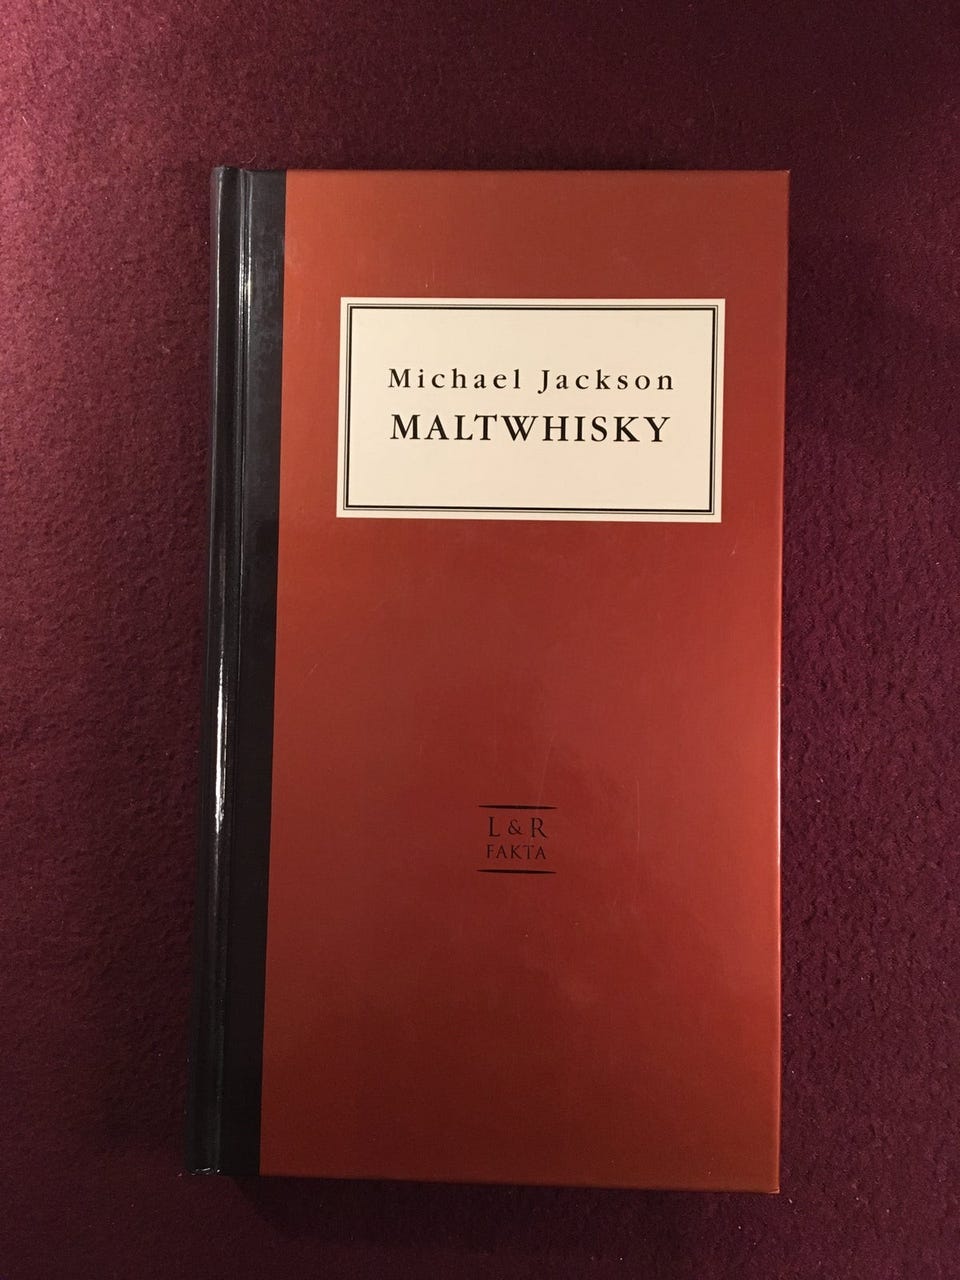 Michael Jackson
MALTWHISKY
L & R
FAKTA